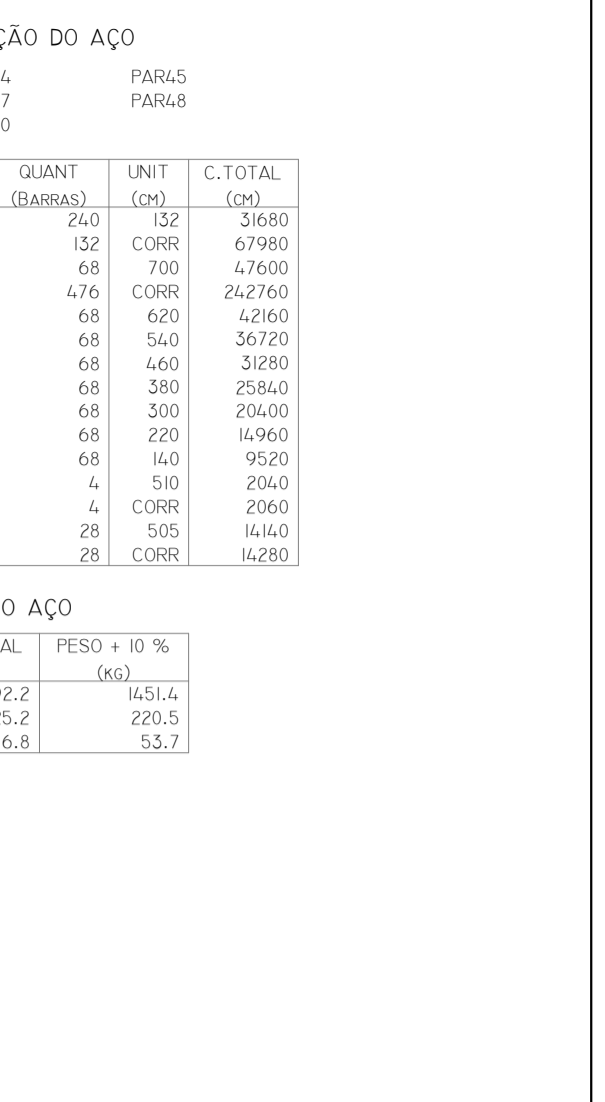 ÇÃO DO AÇO
4 PAR45
7 PAR48
0
QUANT UNIT C.TOTAL
(BARRAS) (CM) (CM)
240 132 31680
132 CORR 67980
68 700 47600
476 CORR 242760
68 620 42160
68 540 36720
68 460 31280
68 380 25840
68 300 20400
68 220 14960
68 140 9520
4 510 2040
4 CORR 2060
28 505 14140
28 CORR 14280
O AÇO
AL PESO + 10 %
(KG)
92.2 1451.4
25.2 220.5
6.8 53.7